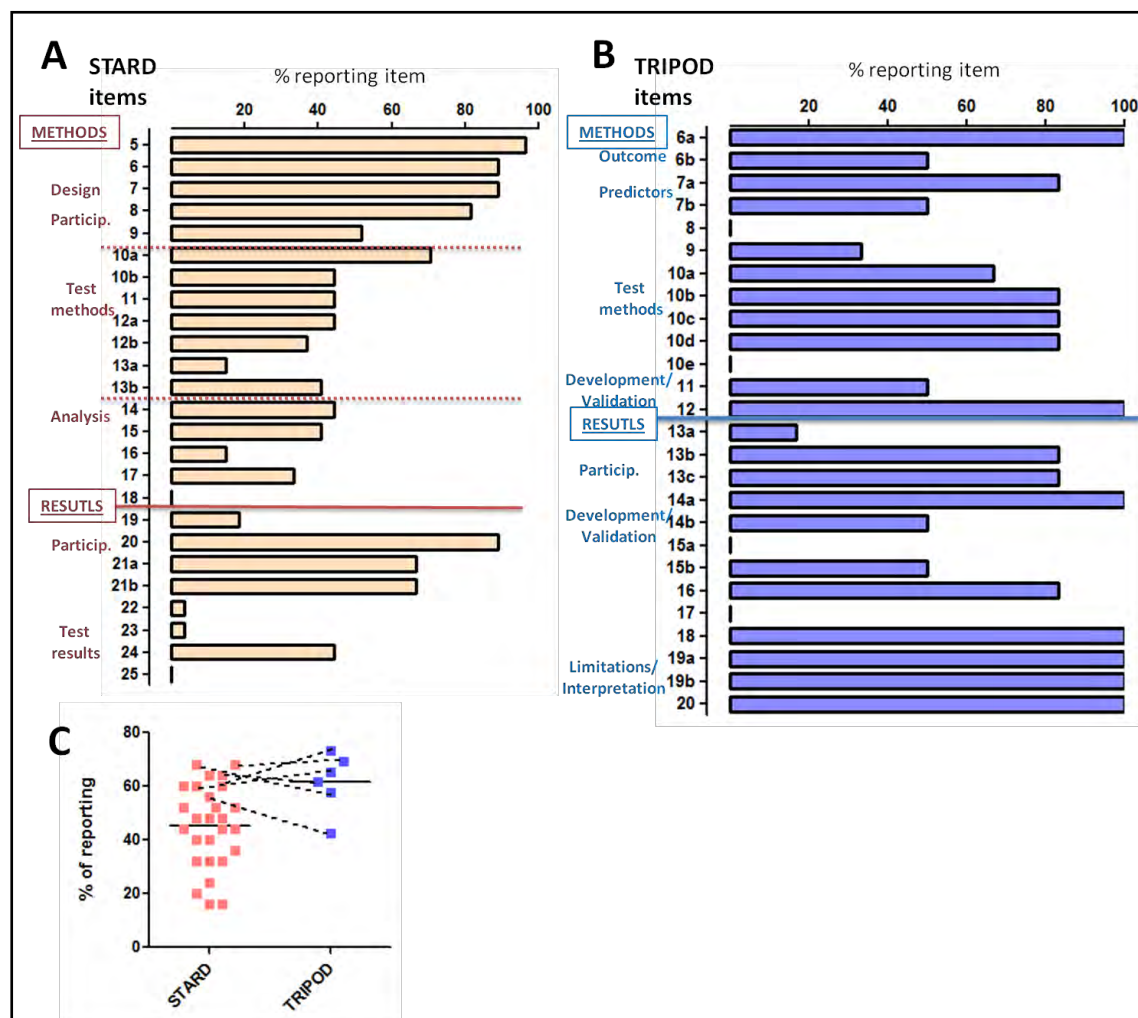 A
STARD
items
% reporting item
20 40 60 80 100
METHODS
5
6
Design
7
Particip.
8
9
10a
10b
Test
methods
11
12a
12b
13a
13b
Analysis
14
15
16
17
18
RESUTLS
19
Particip.
20
21a
21b
22
Test
results
23
24
25
B
TRIPOD
items
% reporting item
20 40 60 80 100
METHODS
6a
Outcome
6b
Predictors
7a
7b
8
9
10a
Test
methods
10b
10c
10d
10e
Development/
Validation
11
12
RESUTLS
13a
13b
Particip.
13c
14a
Development/
Validation
14b
15a
15b
16
17
18
Limitations/
Interpretation
19a
19b
20
C
% of reporting
80
60
40
20
0
STARD
TRIPOD